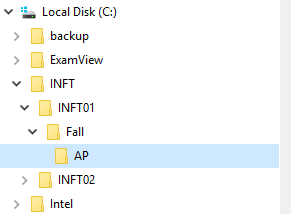 Local Disk (C:)
backup
ExamView
INFT
INFT01
Fall
AP
INFT02
Intel